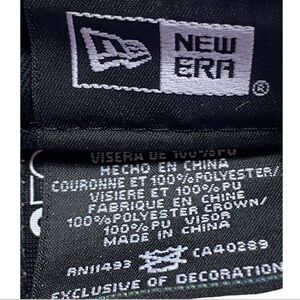 NEW
ERA
®
VISERA DE 100%PU
HECHO EN CHINA
COURONNE ET 100%POLYESTER/
VISIERE ET 100%PU
FABRIQUE EN CHINE
100%POLYESTER CROWN/
100%PU VISOR
MADE IN CHINA
RN11493 CA40289
EXCLUSIVE OF DECORATION